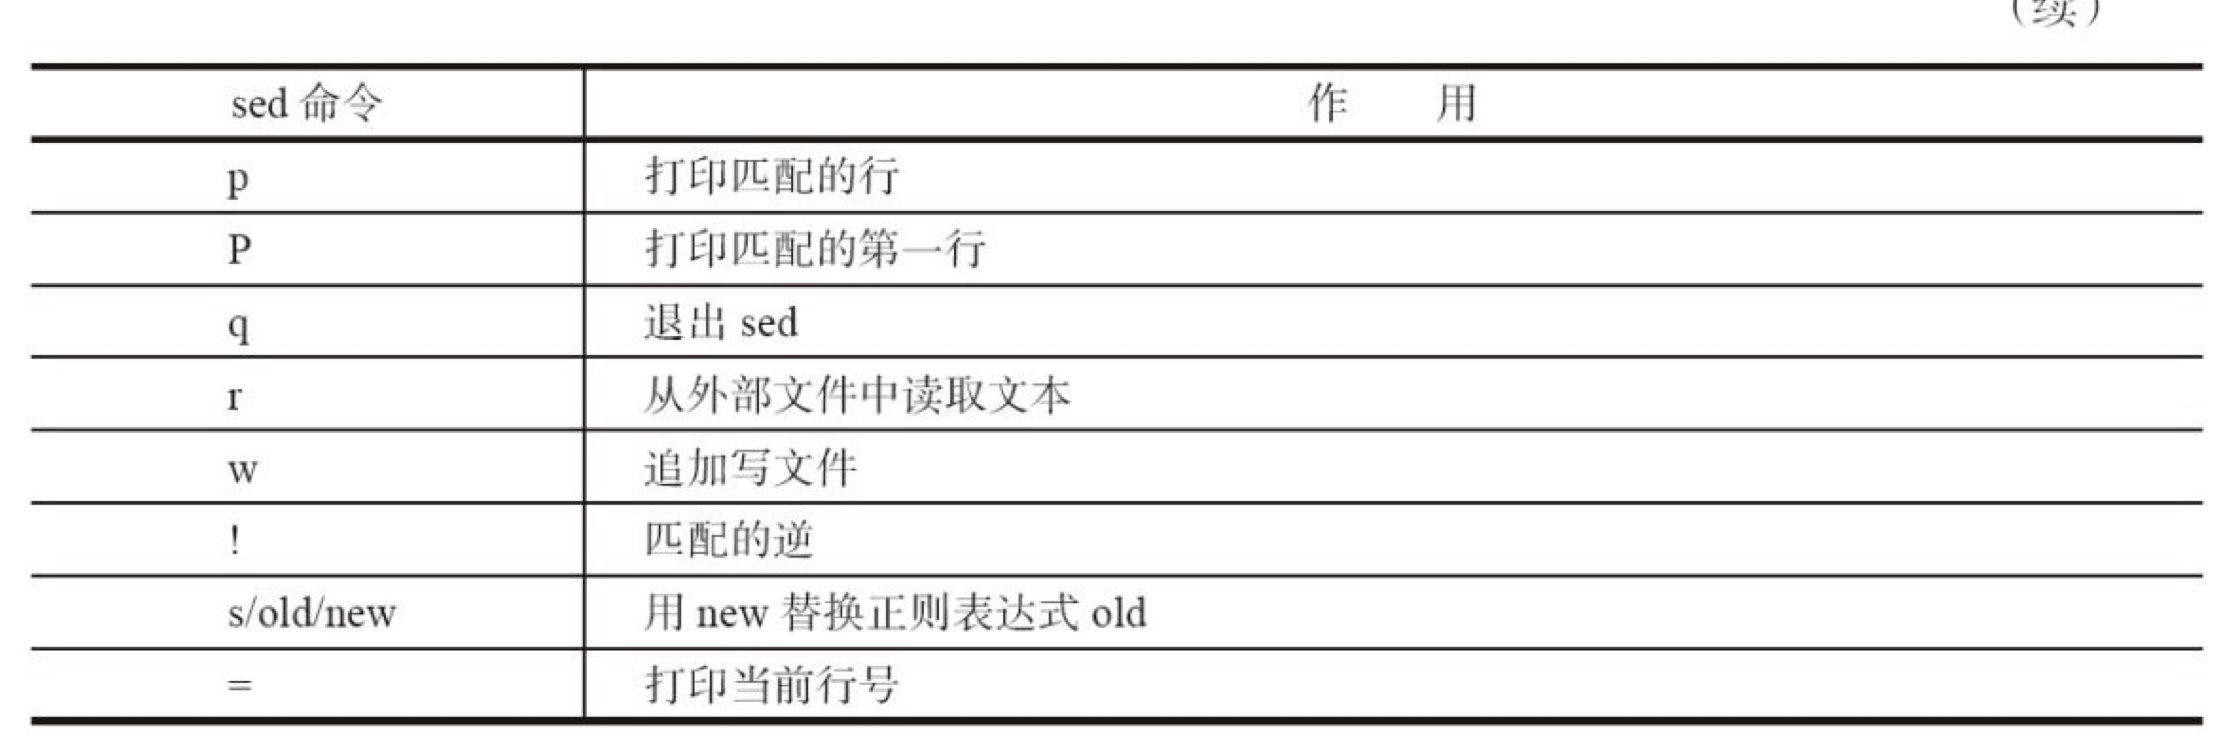 （续）
sed 命令 作 用
p 打印匹配的行
P 打印匹配的第一行
q 退出 sed
r 从外部文件中读取文本
w 追加写文件
! 匹配的逆
s/old/new 用 new 替换正则表达式 old
= 打印当前行号